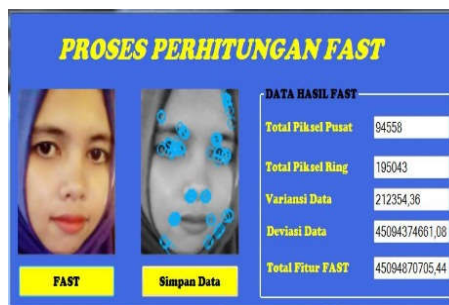 PROSES PERHITUNGAN FAST
DATA HASIL FAST
Total Piksel Pusat 94558
Total Piksel Ring 195043
Variansi Data 212354,36
Deviasi Data 45094374661,08
Total Fitur FAST 45094870705,44
FAST
Simpan Data